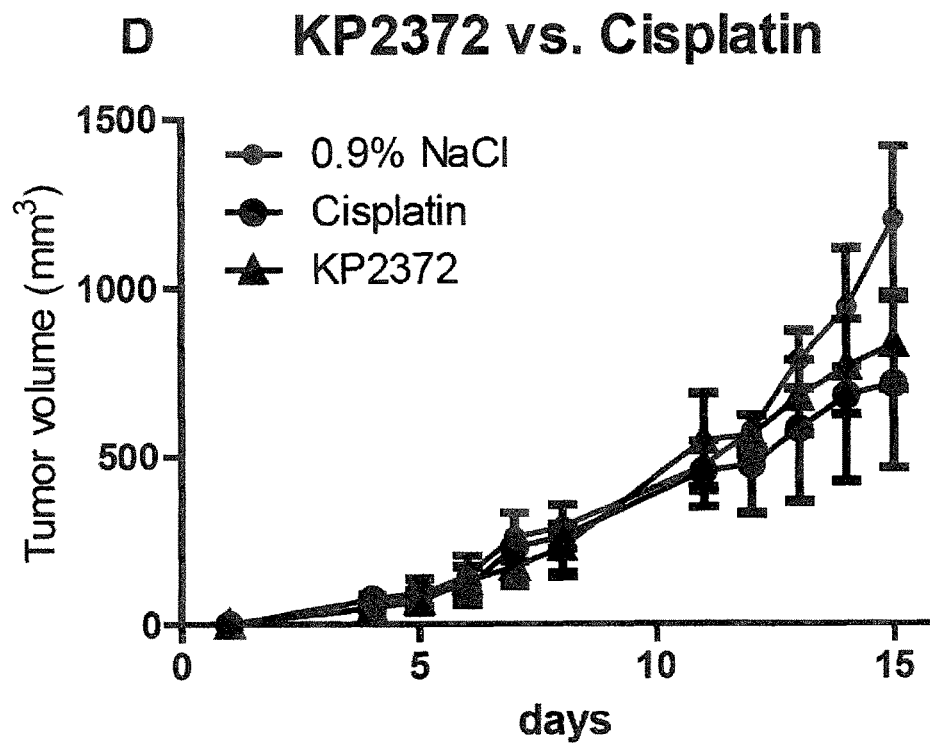 D KP2372 vs. Cisplatin
1500
1000
500
0
Tumor volume (mm³)
0.9% NaCl
Cisplatin
KP2372
0 5 10 15
days